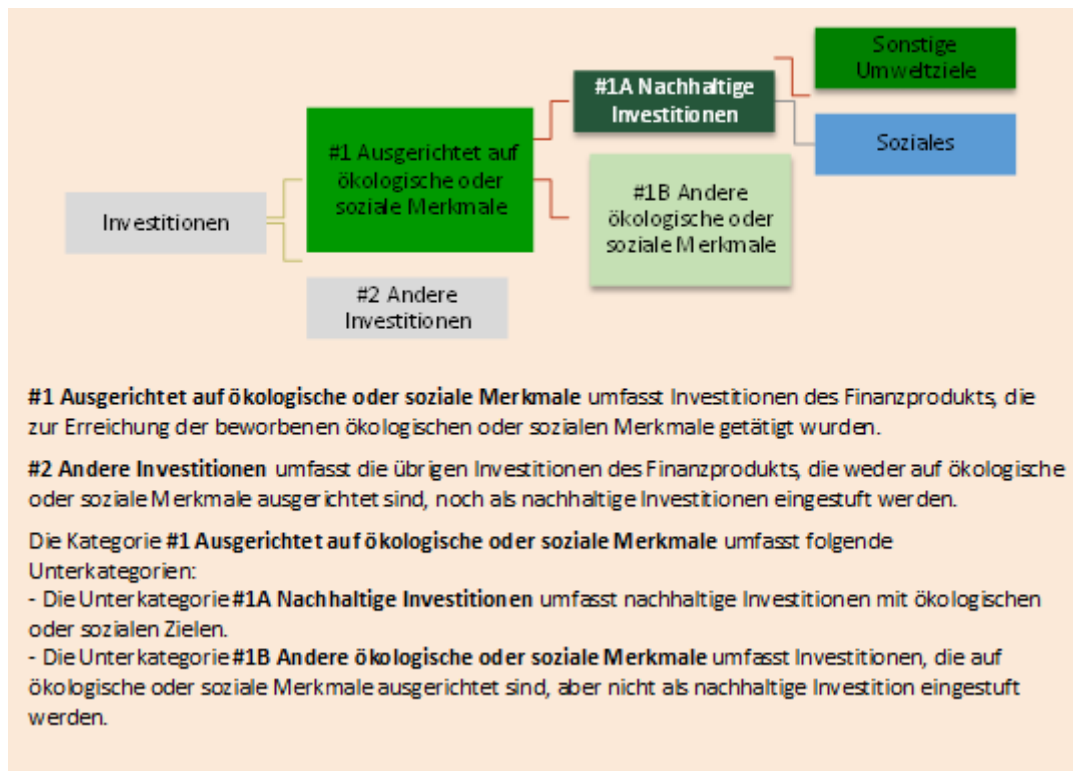 Sonstige
Umweltziele
#1A Nachhaltige
Investitionen
Soziales
#1 Ausgerichtet auf
ökologische oder
soziale Merkmale
#1B Andere
ökologische oder
soziale Merkmale
Investitionen
#2 Andere
Investitionen
#1 Ausgerichtet auf ökologische oder soziale Merkmale umfasst Investitionen des Finanzprodukts, die
zur Erreichung der beworbenen ökologischen oder sozialen Merkmale getätigt wurden.
#2 Andere Investitionen umfasst die übrigen Investitionen des Finanzprodukts, die weder auf ökologische
oder soziale Merkmale ausgerichtet sind, noch als nachhaltige Investitionen eingestuft werden.
Die Kategorie #1 Ausgerichtet auf ökologische oder soziale Merkmale umfasst folgende
Unterkategorien:
- Die Unterkategorie #1A Nachhaltige Investitionen umfasst nachhaltige Investitionen mit ökologischen
oder sozialen Zielen.
- Die Unterkategorie #1B Andere ökologische oder soziale Merkmale umfasst Investitionen, die auf
ökologische oder soziale Merkmale ausgerichtet sind, aber nicht als nachhaltige Investition eingestuft
werden.